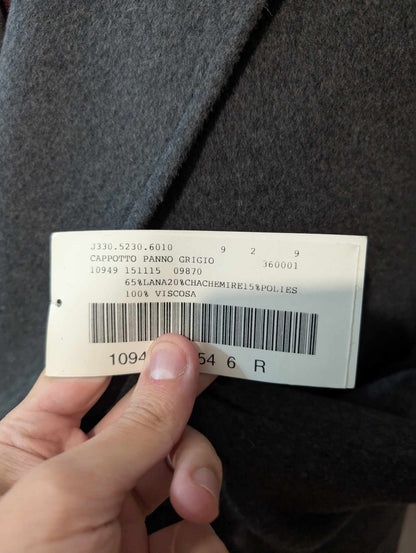 J330.5230.6010 9 2 9
CAPPOTTO PANNO GRIGIO 360001
10949 151115 09870
65%LANA20%CHACHEMIRE15%POLIES
100% VISCOSA
54 6 R